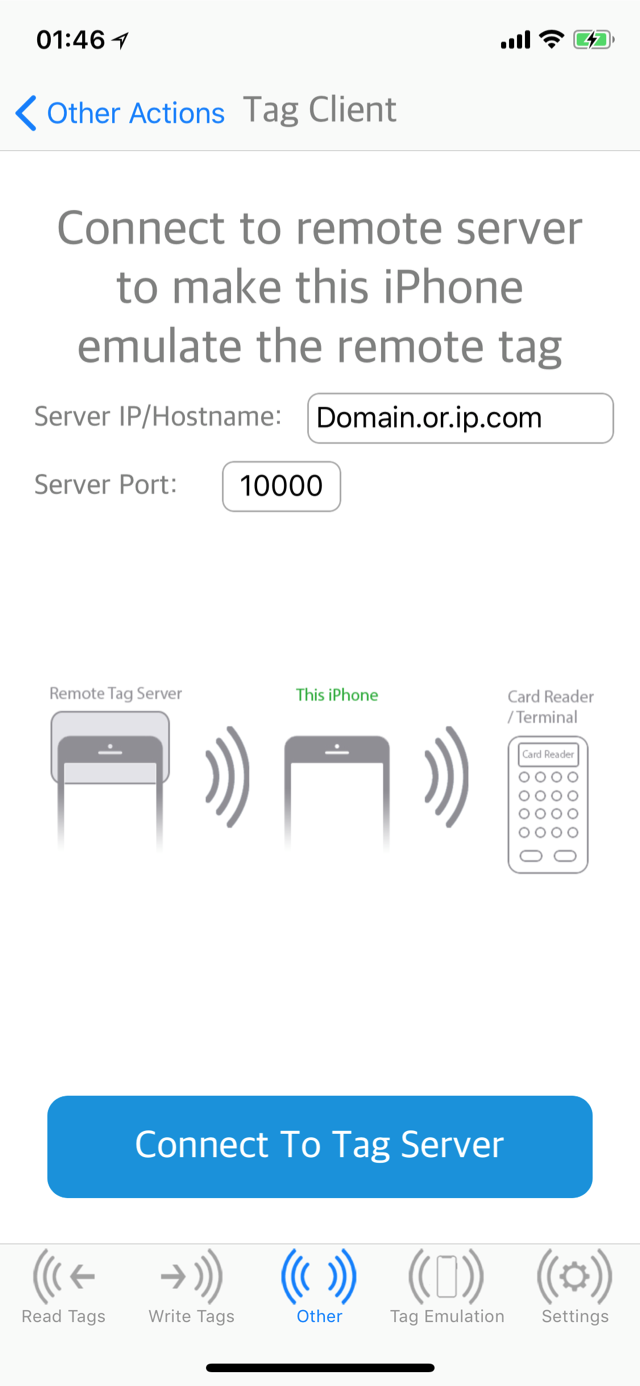 01:46
Other Actions Tag Client
Connect to remote server
to make this iPhone
emulate the remote tag
Server IP/Hostname: Domain.or.ip.com
Server Port: 10000
Remote Tag Server
This iPhone
Card Reader
/ Terminal
Card Reader
Connect To Tag Server
Read Tags Write Tags Other Tag Emulation Settings